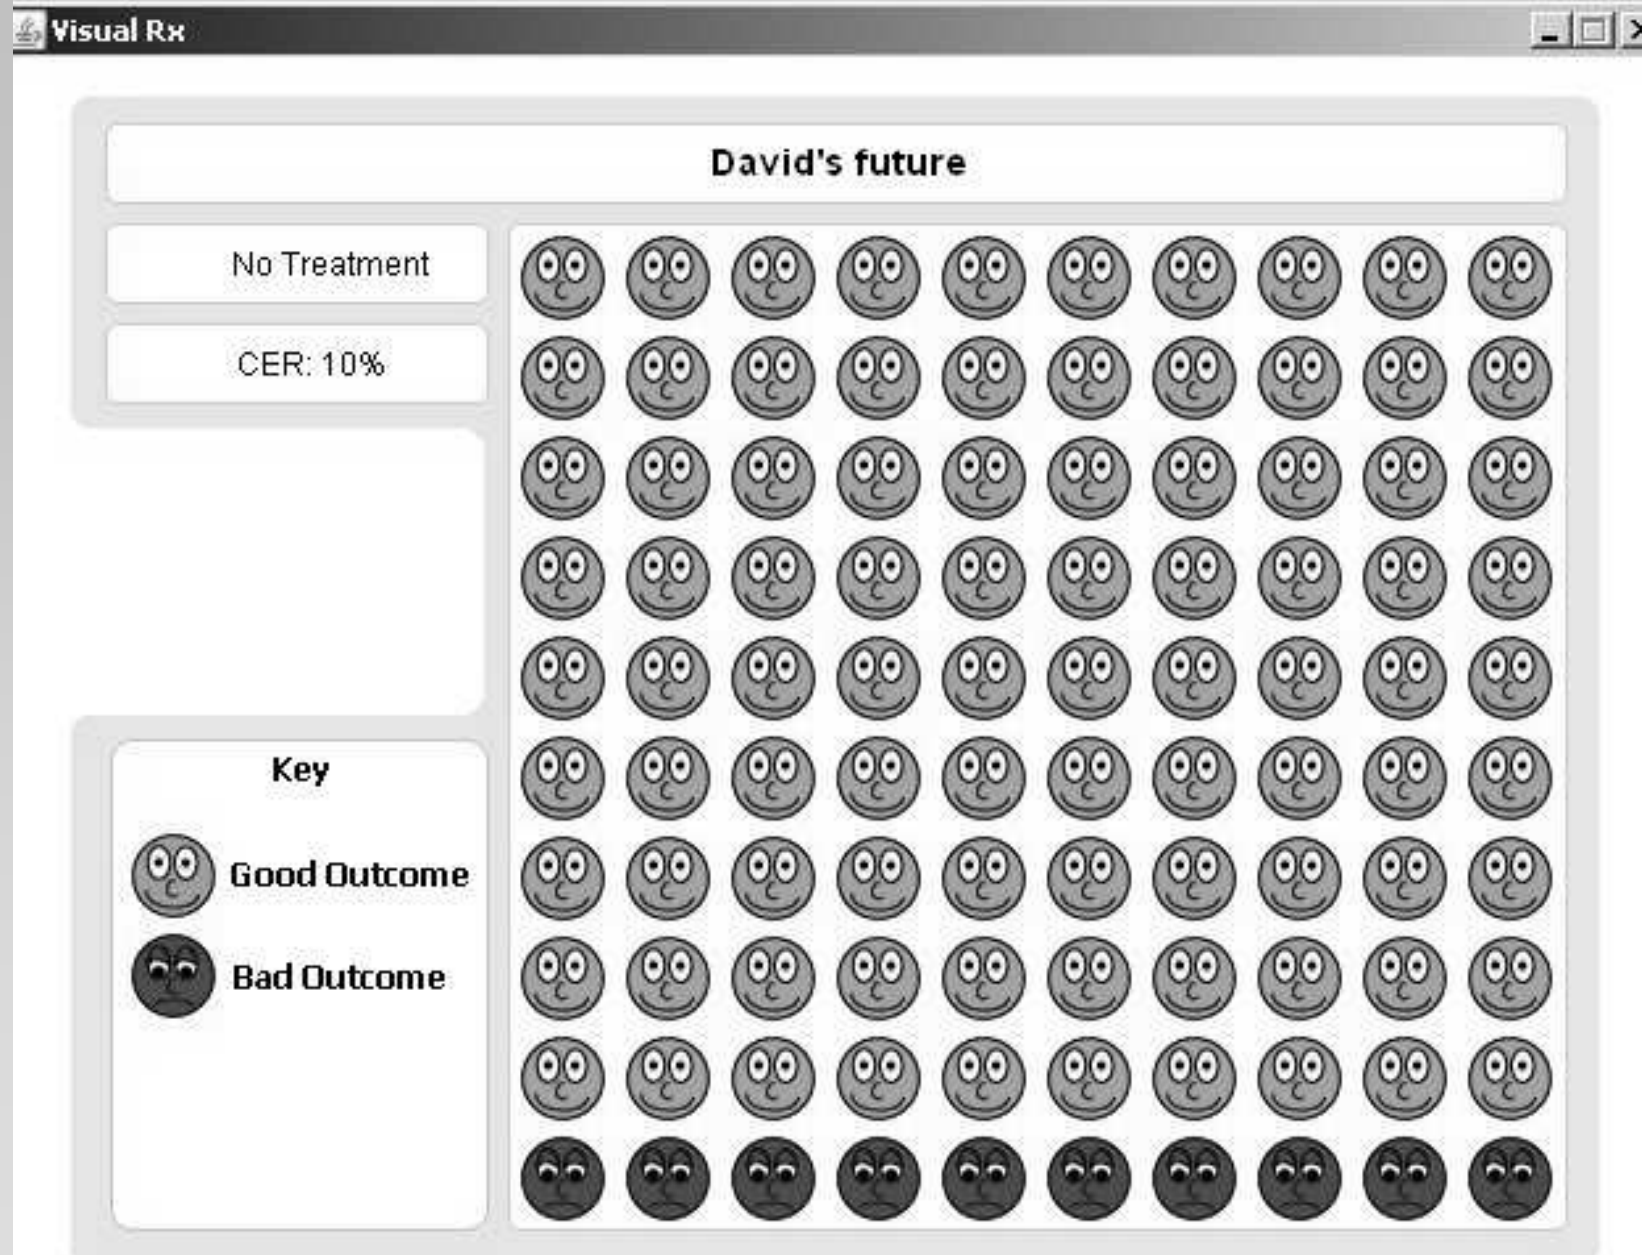 Visual Rx
David's future
No Treatment
CER: 10%
Key
Good Outcome
Bad Outcome